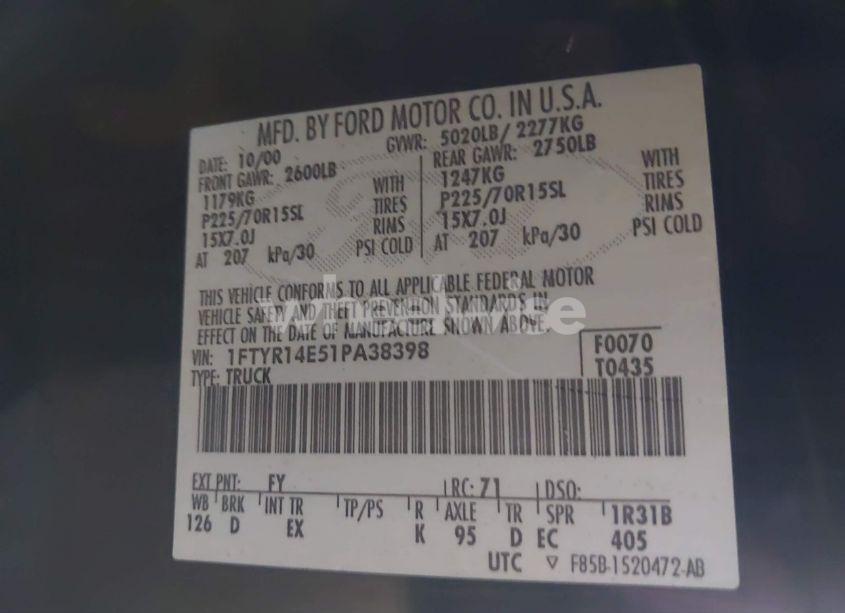 MFD. BY FORD MOTOR CO. IN U.S.A.
DATE: 10/00 GVWR: 5020LB/ 2277KG
FRONT GAWR: 2600LB REAR GAWR: 2750LB
1179KG WITH 1247KG WITH
P225/70R15SL TIRES P225/70R15SL TIRES
15X7.0J RIMS 15X7.0J RIMS
AT 207 kPa/30 PSI COLD AT 207 kPa/30 PSI COLD
THIS VEHICLE CONFORMS TO ALL APPLICABLE FEDERAL MOTOR
VEHICLE SAFETY AND THEFT PREVENTION STANDARDS IN
EFFECT ON THE DATE OF MANUFACTURE SHOWN ABOVE.
VIN: 1FTYR14E51PA38398 F0070
TYPE: TRUCK T0435
EXT PNT: FY RC: 71 DSO:
WB BRK INT TR TP/PS R AXLE TR SPR 1R31B
126 D EX K 95 D EC 405
UTC ▽ F85B-1520472-AB